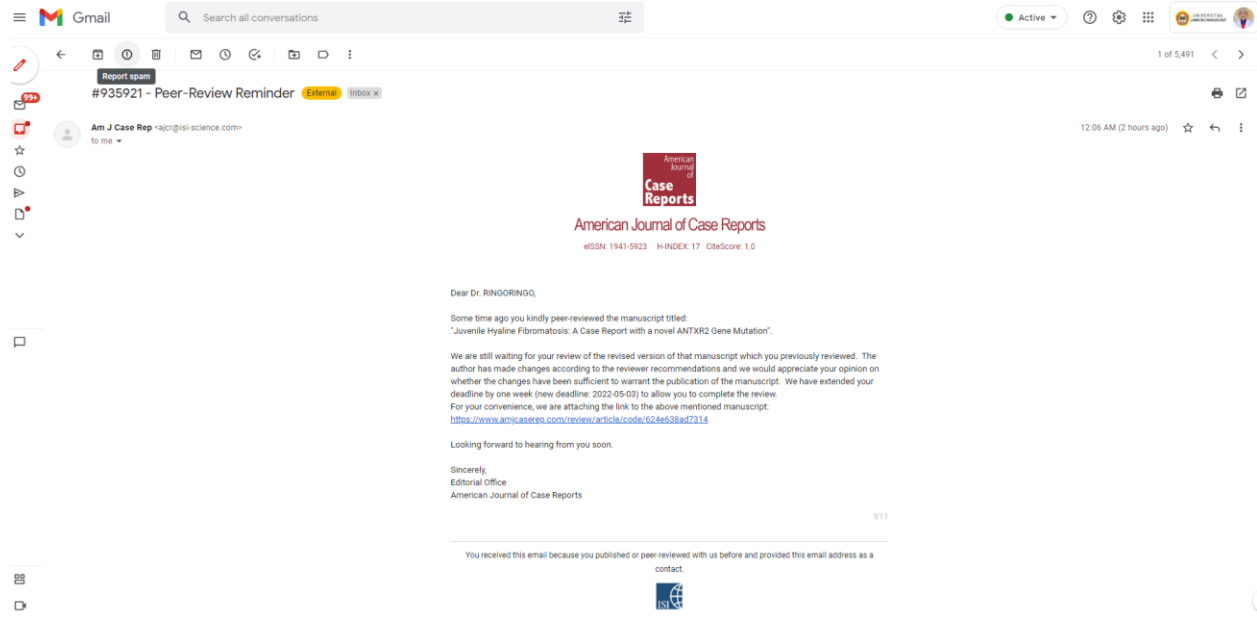 Gmail
Search all conversations
Active
UNIVERSITAS
1 of 5,491
Report spam
99+
#935921 - Peer-Review Reminder External Inbox x
Am J Case Rep <ajcr@isi-science.com>
12:06 AM (2 hours ago)
to me
American
Journal
of
Case
Reports
American Journal of Case Reports
eISSN: 1941-5923 H-INDEX: 17 CiteScore: 1.0
Dear Dr. RINGORINGO,
Some time ago you kindly peer-reviewed the manuscript titled:
"Juvenile Hyaline Fibromatosis: A Case Report with a novel ANTXR2 Gene Mutation".
We are still waiting for your review of the revised version of that manuscript which you previously reviewed. The
author has made changes according to the reviewer recommendations and we would appreciate your opinion on
whether the changes have been sufficient to warrant the publication of the manuscript. We have extended your
deadline by one week (new deadline: 2022-05-03) to allow you to complete the review.
For your convenience, we are attaching the link to the above mentioned manuscript:
https://www.amjcaserep.com/review/article/code/624e638ad7314
Looking forward to hearing from you soon.
Sincerely,
Editorial Office
American Journal of Case Reports
911
You received this email because you published or peer-reviewed with us before and provided this email address as a
contact.
ISI